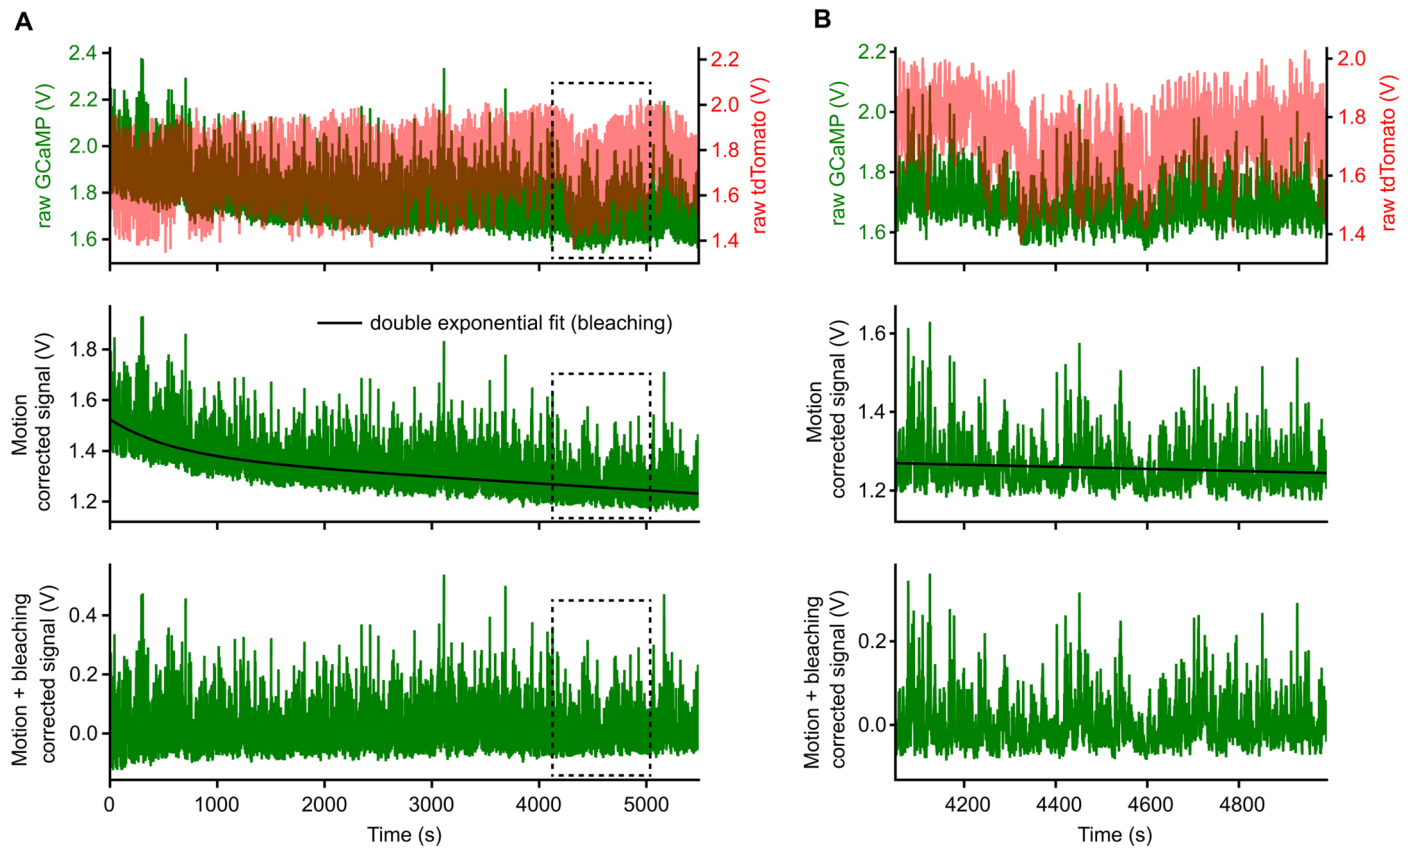 A
raw GCaMP (V)
2.4
2.2
2.0
1.8
1.6
2.2
2.0
1.8
1.6
1.4
raw tdTomato (V)
B
raw GCaMP (V)
2.2
2.0
1.8
1.6
2.0
1.8
1.6
1.4
raw tdTomato (V)
Motion
corrected signal (V)
1.8
1.6
1.4
1.2
double exponential fit (bleaching)
Motion
corrected signal (V)
1.6
1.4
1.2
Motion + bleaching
corrected signal (V)
0.4
0.2
0.0
0 1000 2000 3000 4000 5000
Time (s)
Motion + bleaching
corrected signal (V)
0.2
0.0
4200 4400 4600 4800
Time (s)